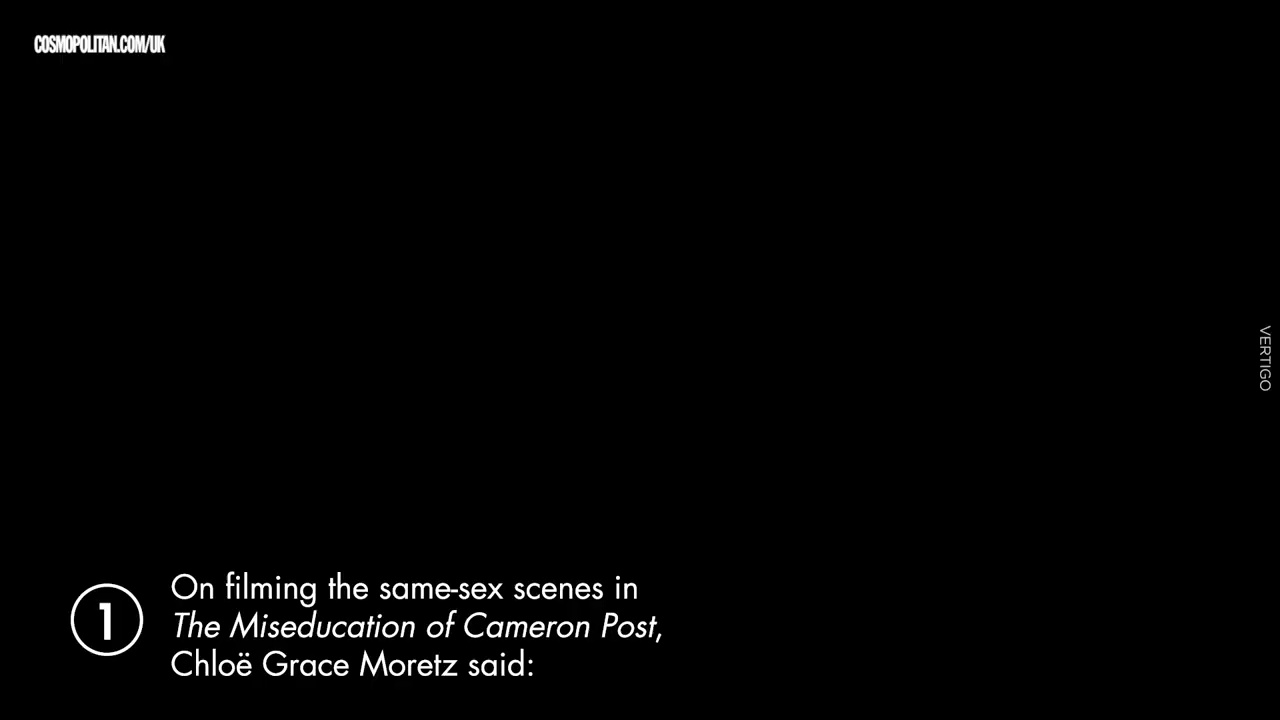 COSMOPOLITAN.COM/UK
VERTIGO
1
On filming the same-sex scenes in
The Miseducation of Cameron Post,
Chloë Grace Moretz said: